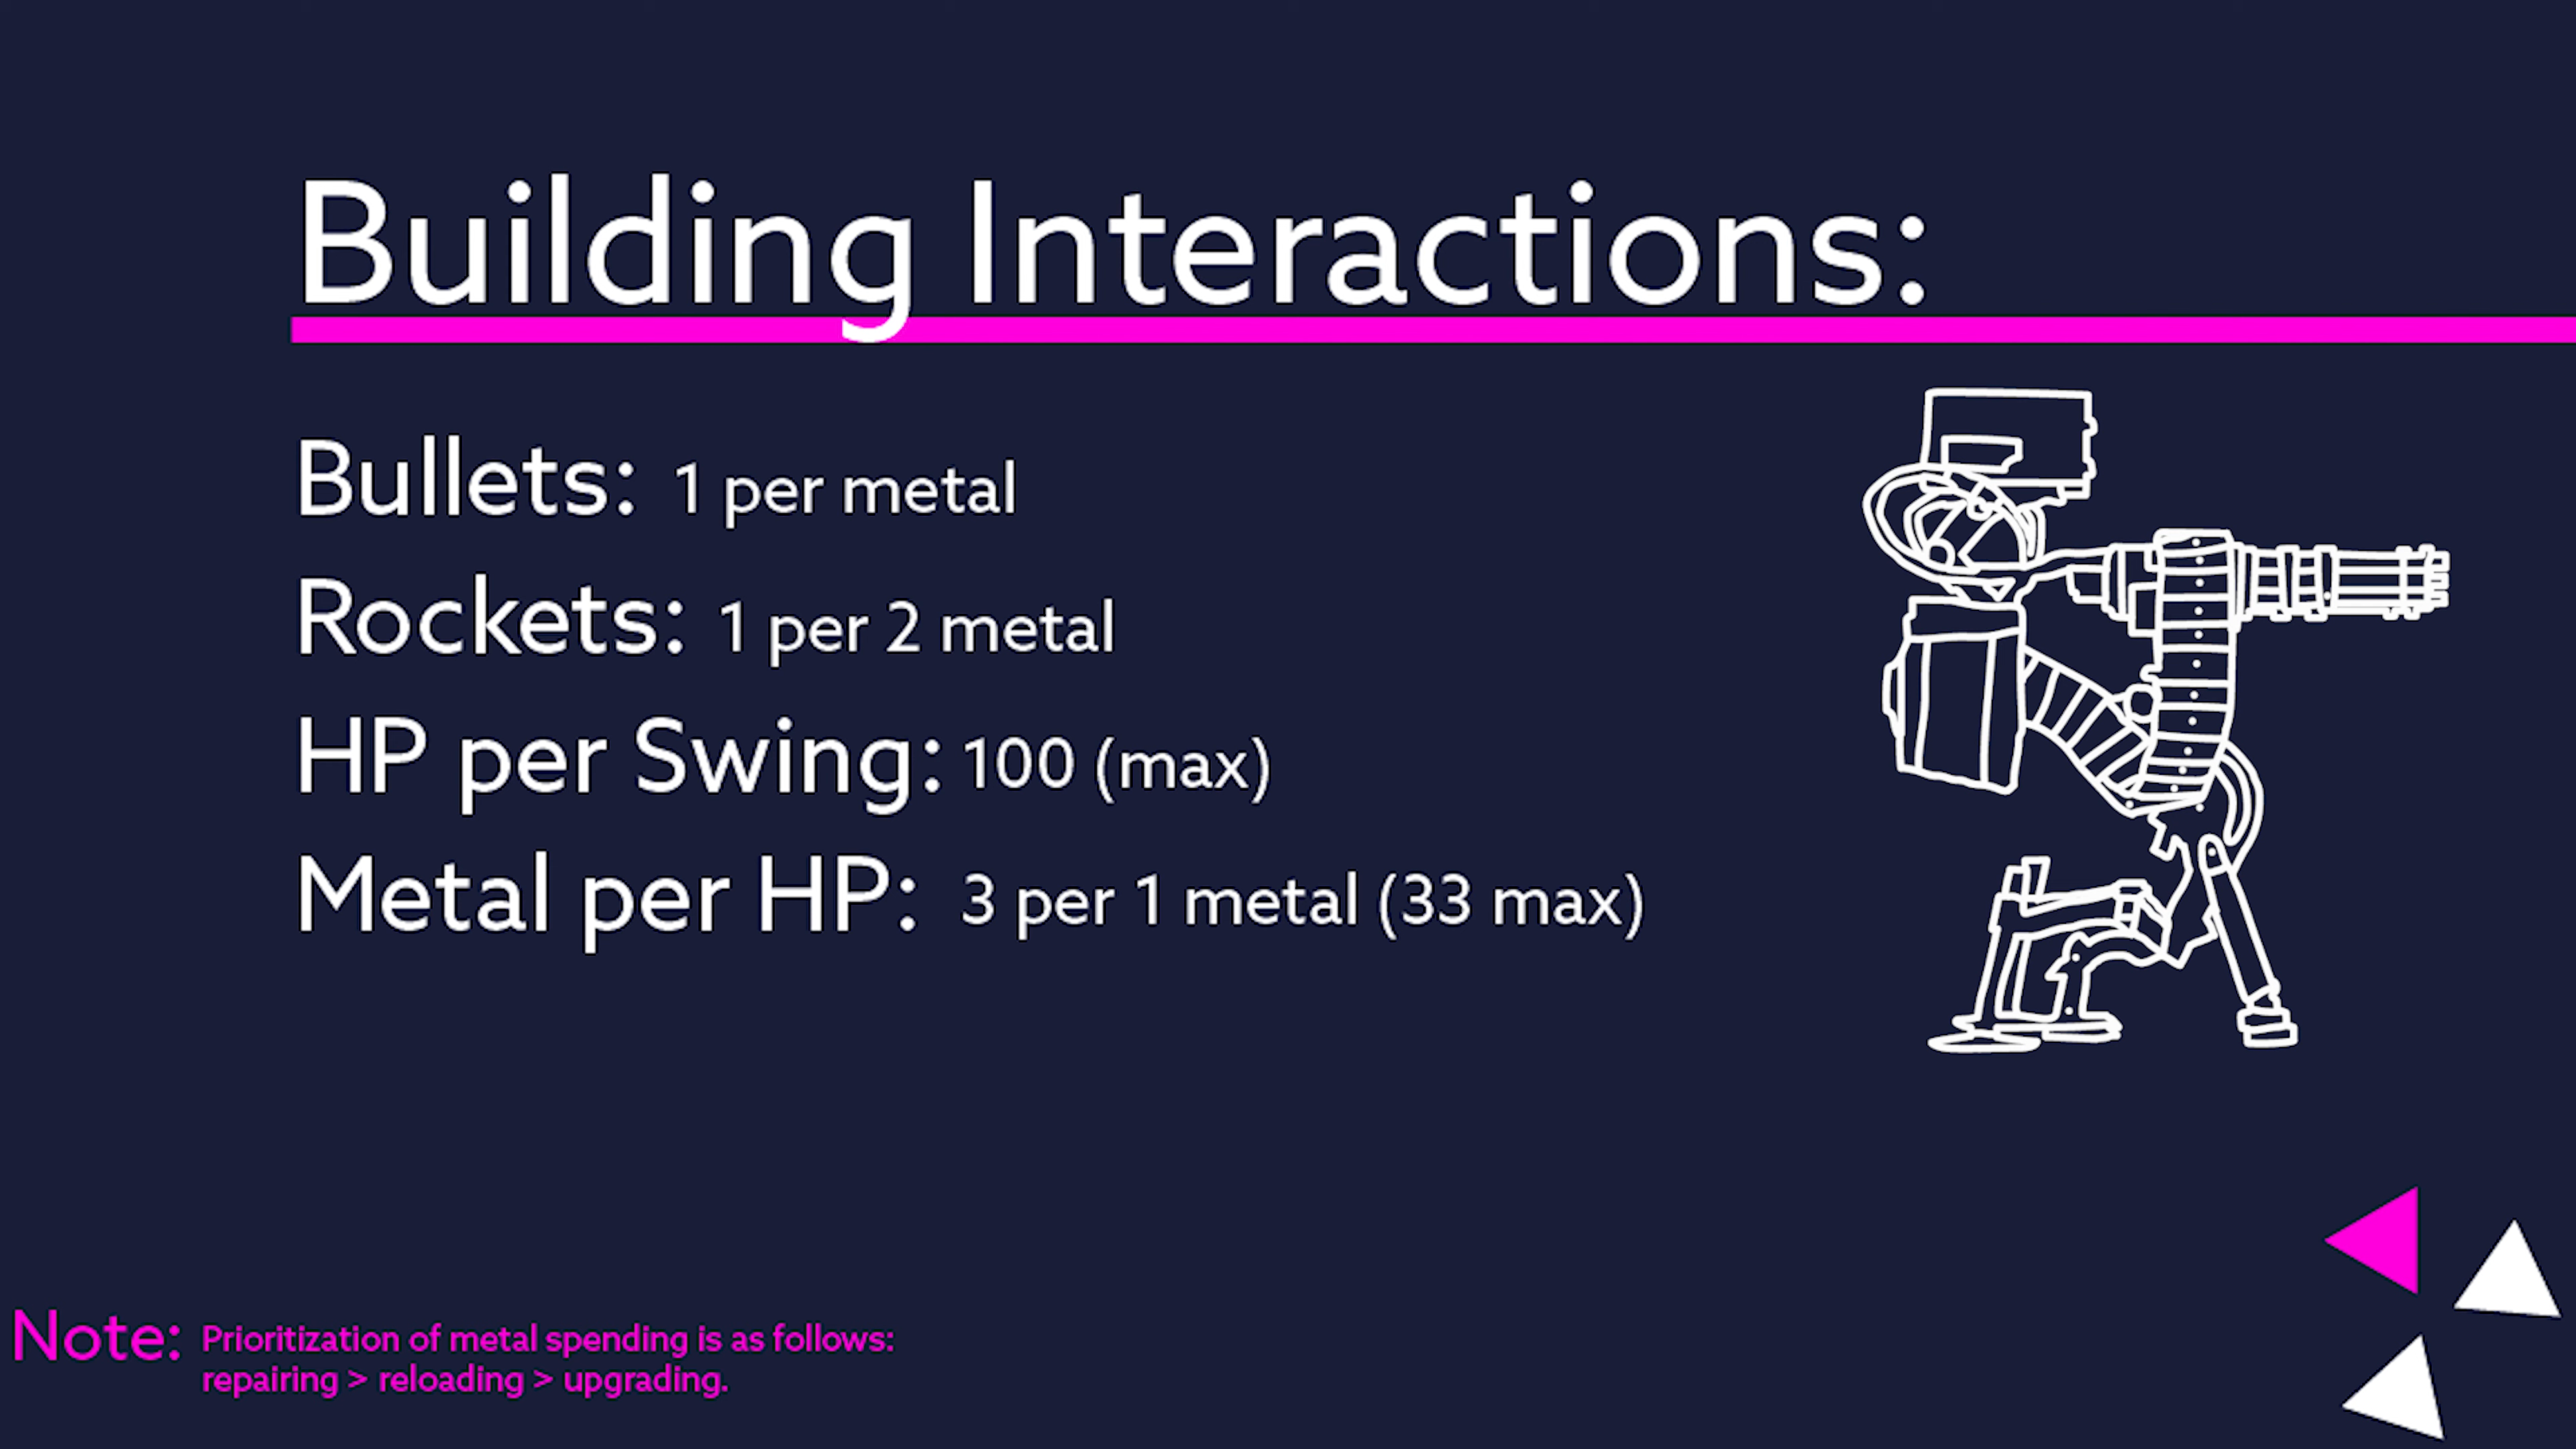 Building Interactions:
Bullets: 1 per metal
Rockets: 1 per 2 metal
HP per Swing: 100 (max)
Metal per HP: 3 per 1 metal (33 max)
Note: Prioritization of metal spending is as follows:
repairing > reloading > upgrading.